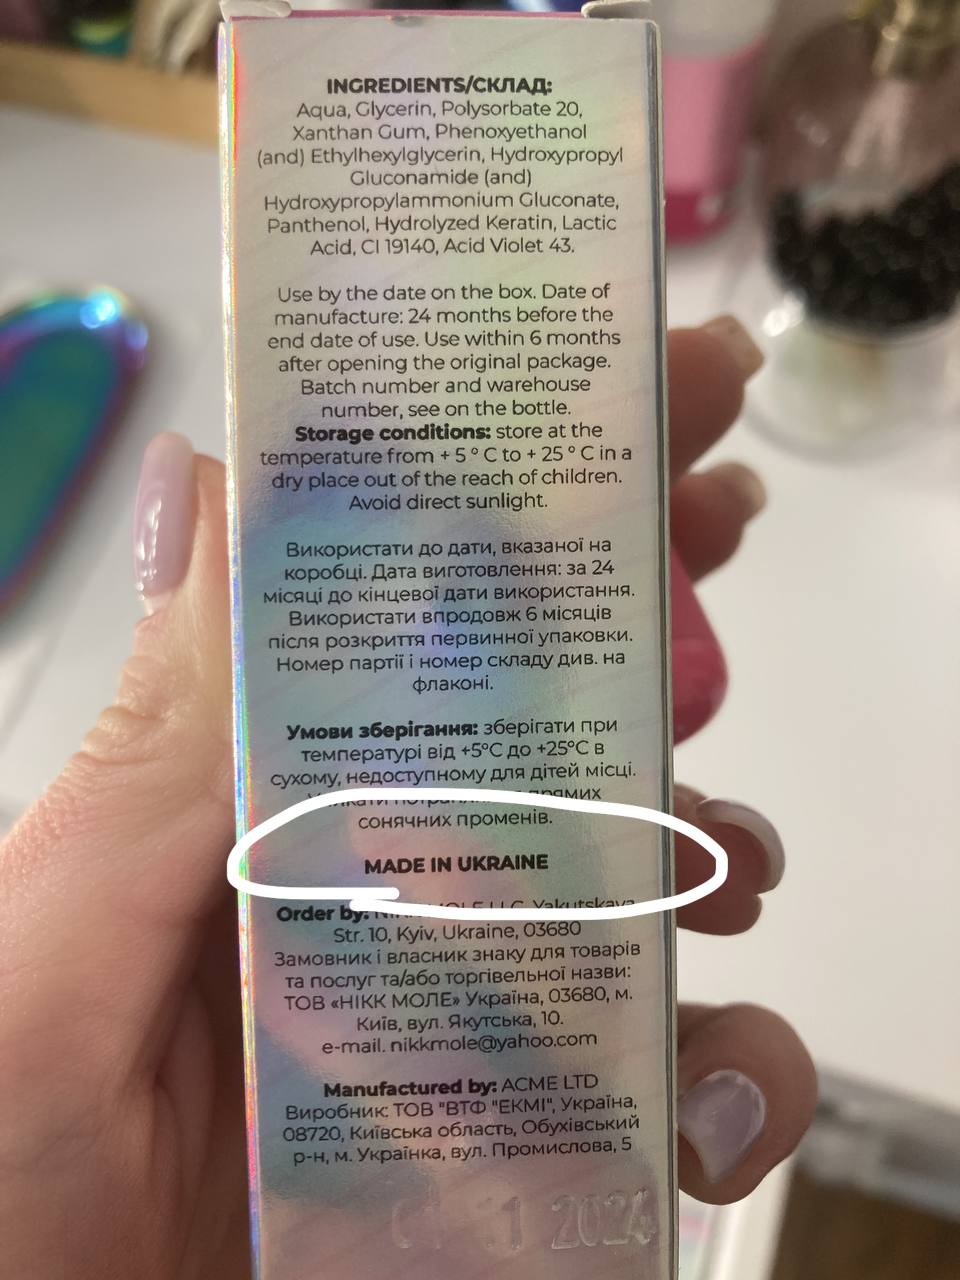 INGREDIENTS/СКЛАД:
Aqua, Glycerin, Polysorbate 20,
Xanthan Gum, Phenoxyethanol
(and) Ethylhexylglycerin, Hydroxypropyl
Gluconamide (and)
Hydroxypropylammonium Gluconate,
Panthenol, Hydrolyzed Keratin, Lactic
Acid, CI 19140, Acid Violet 43.
Use by the date on the box. Date of
manufacture: 24 months before the
end date of use. Use within 6 months
after opening the original package.
Batch number and warehouse
number, see on the bottle.
Storage conditions: store at the
temperature from + 5 ° C to + 25 ° C in a
dry place out of the reach of children.
Avoid direct sunlight.
Використати до дати, вказаної на
коробці. Дата виготовлення: за 24
місяці до кінцевої дати використання.
Використати впродовж 6 місяців
після розкриття первинної упаковки.
Номер партії і номер складу див. на
флаконі.
Умови зберігання: зберігати при
температурі від +5°C до +25°C в
сухому, недоступному для дітей місці.
прямих
сонячних променів.
MADE IN UKRAINE
Order by: NIKK MOLE LLC, Yakutskaya
Str. 10, Kyiv, Ukraine, 03680
Замовник і власник знаку для товарів
та послуг та/або торгівельної назви:
ТОВ «НІКК МОЛЕ» Україна, 03680, м.
Київ, вул. Якутська, 10.
e-mail. nikkmole@yahoo.com
Manufactured by: ACME LTD
Виробник: ТОВ "ВТФ "ЕКМІ", Україна,
08720, Київська область, Обухівський
р-н, м. Українка, вул. Промислова, 5
11 2024